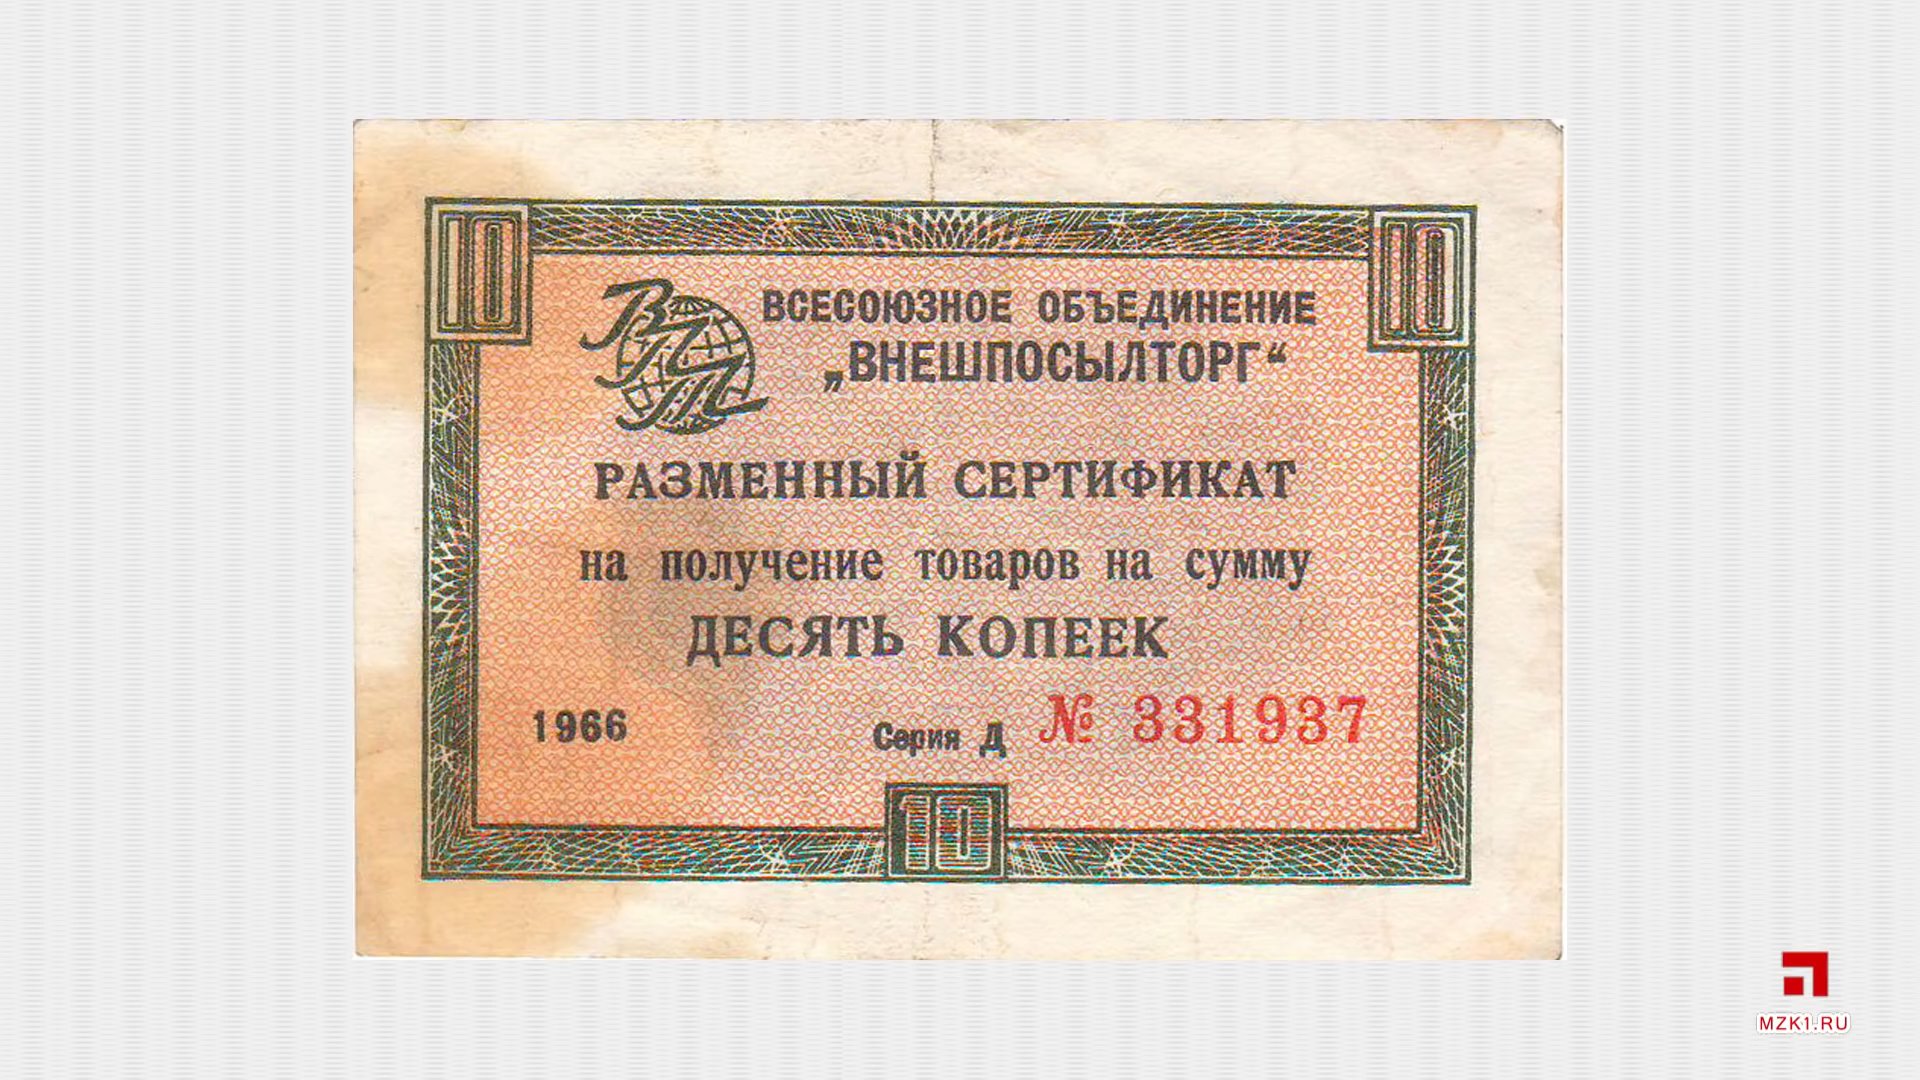 10 10
ВПТ
ВСЕСОЮЗНОЕ ОБЪЕДИНЕНИЕ
„ВНЕШПОСЫЛТОРГ“
РАЗМЕННЫЙ СЕРТИФИКАТ
на получение товаров на сумму
ДЕСЯТЬ КОПЕЕК
1966 Серия Д № 331937
10
MZK1.RU